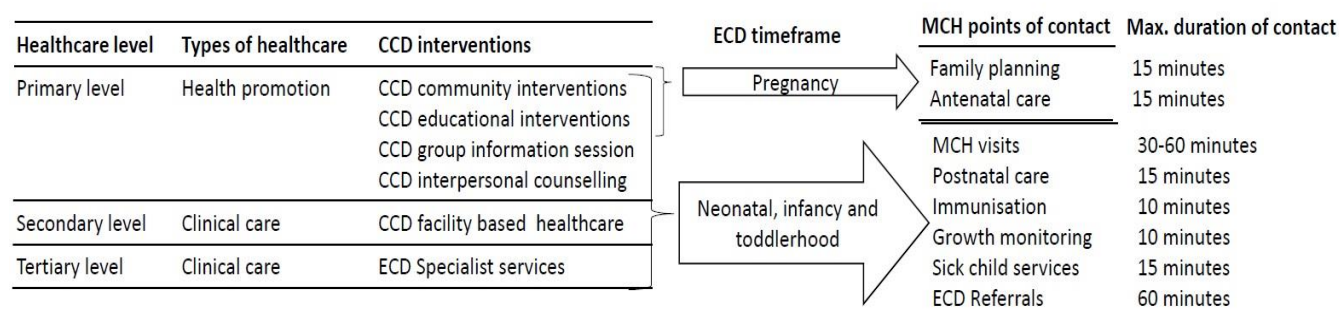 Healthcare level Types of healthcare CCD interventions
Primary level Health promotion CCD community interventions
CCD educational interventions
CCD group information session
CCD interpersonal counselling
Secondary level Clinical care CCD facility based healthcare
Tertiary level Clinical care ECD Specialist services
ECD timeframe
Pregnancy
Neonatal, infancy and
toddlerhood
MCH points of contact Max. duration of contact
Family planning 15 minutes
Antenatal care 15 minutes
MCH visits 30-60 minutes
Postnatal care 15 minutes
Immunisation 10 minutes
Growth monitoring 10 minutes
Sick child services 15 minutes
ECD Referrals 60 minutes